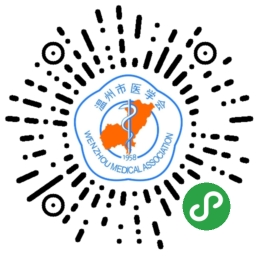 温州市医学会
1958
WENZHOU MEDICAL ASSOCIATION